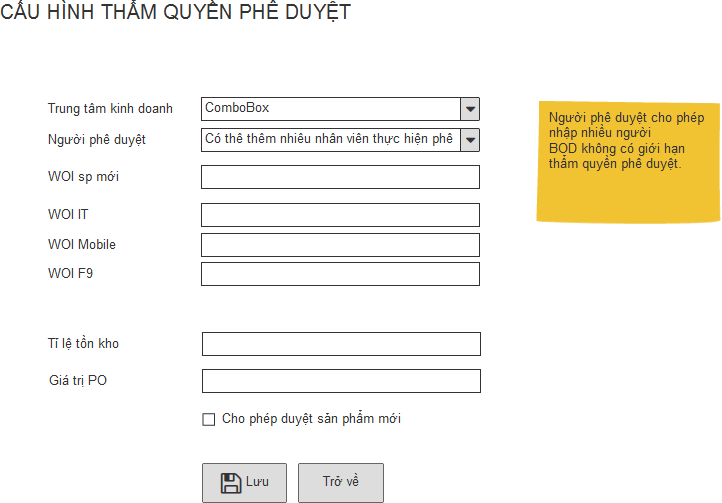 CẤU HÌNH THẨM QUYỀN PHÊ DUYỆT
Trung tâm kinh doanh
ComboBox
Người phê duyệt
Có thể thêm nhiều nhân viên thực hiện phê
WOI sp mới
WOI IT
WOI Mobile
WOI F9
Tỉ lệ tồn kho
Giá trị PO
Cho phép duyệt sản phẩm mới
Lưu
Trở về
Người phê duyệt cho phép
nhập nhiều người
BOD không có giới hạn
thẩm quyền phê duyệt.